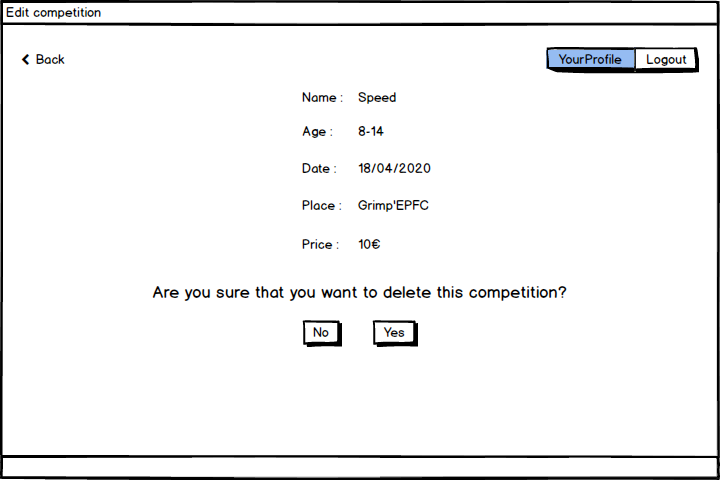 Edit competition
Back
YourProfile Logout
Name : Speed
Age : 8-14
Date : 18/04/2020
Place : Grimp'EPFC
Price : 10€
Are you sure that you want to delete this competition?
No Yes